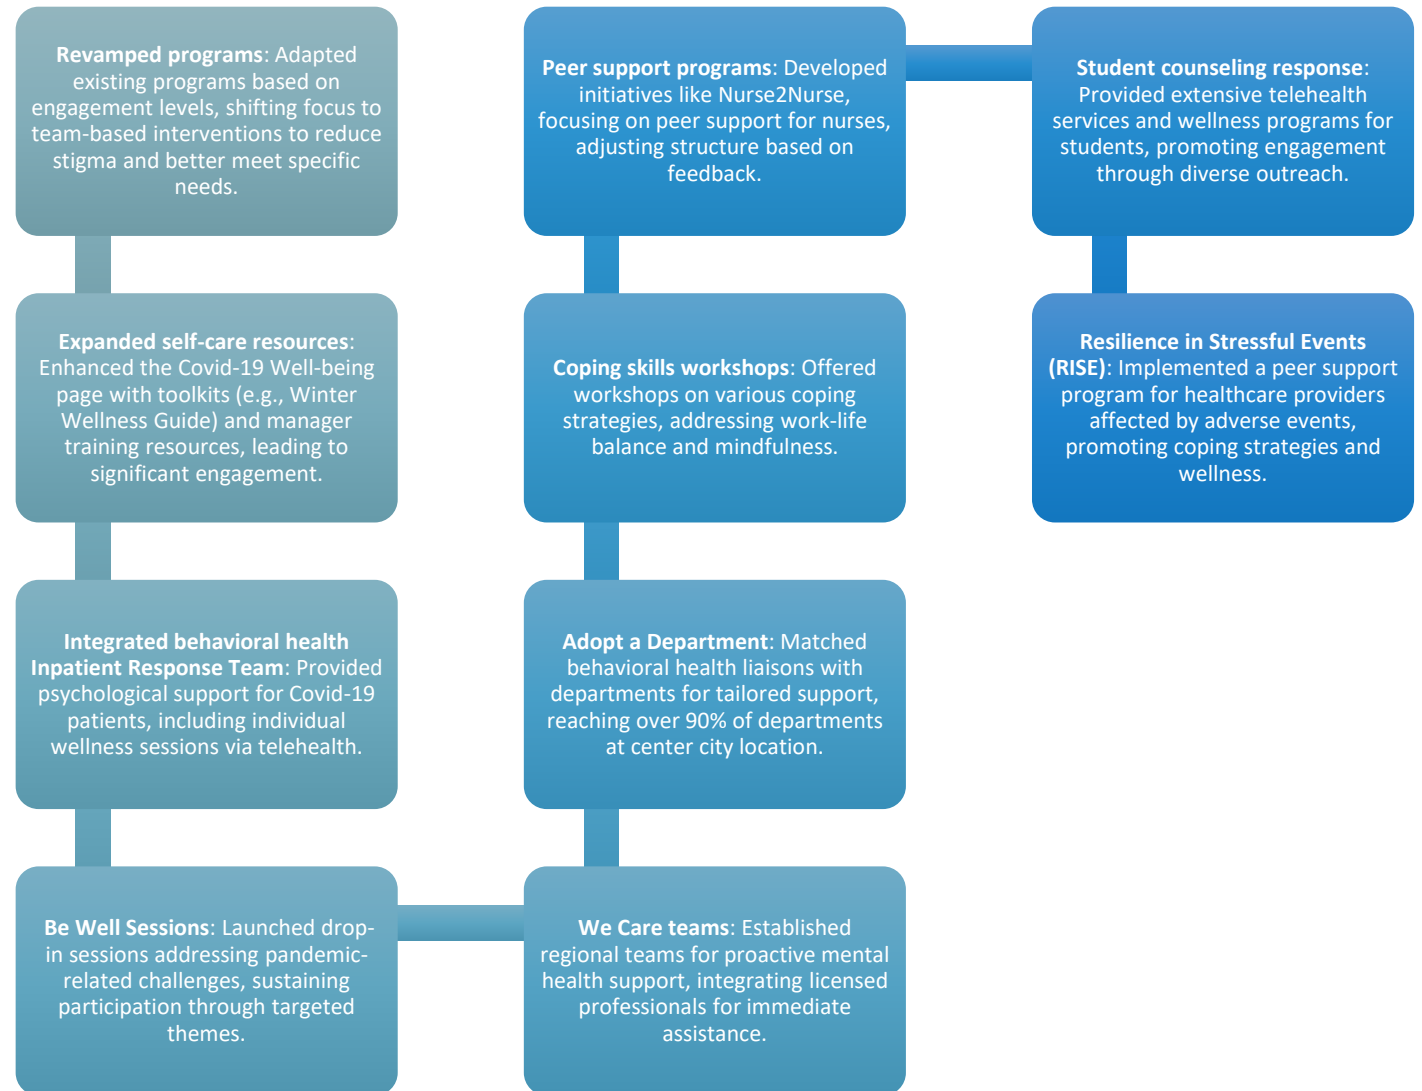 Revamped programs: Adapted
existing programs based on
engagement levels, shifting focus to
team-based interventions to reduce
stigma and better meet specific
needs.
Expanded self-care resources:
Enhanced the Covid-19 Well-being
page with toolkits (e.g., Winter
Wellness Guide) and manager
training resources, leading to
significant engagement.
Integrated behavioral health
Inpatient Response Team: Provided
psychological support for Covid-19
patients, including individual
wellness sessions via telehealth.
Be Well Sessions: Launched drop-
in sessions addressing pandemic-
related challenges, sustaining
participation through targeted
themes.
We Care teams: Established
regional teams for proactive mental
health support, integrating licensed
professionals for immediate
assistance.
Adopt a Department: Matched
behavioral health liaisons with
departments for tailored support,
reaching over 90% of departments
at center city location.
Coping skills workshops: Offered
workshops on various coping
strategies, addressing work-life
balance and mindfulness.
Peer support programs: Developed
initiatives like Nurse2Nurse,
focusing on peer support for nurses,
adjusting structure based on
feedback.
Student counseling response:
Provided extensive telehealth
services and wellness programs for
students, promoting engagement
through diverse outreach.
Resilience in Stressful Events
(RISE): Implemented a peer support
program for healthcare providers
affected by adverse events,
promoting coping strategies and
wellness.